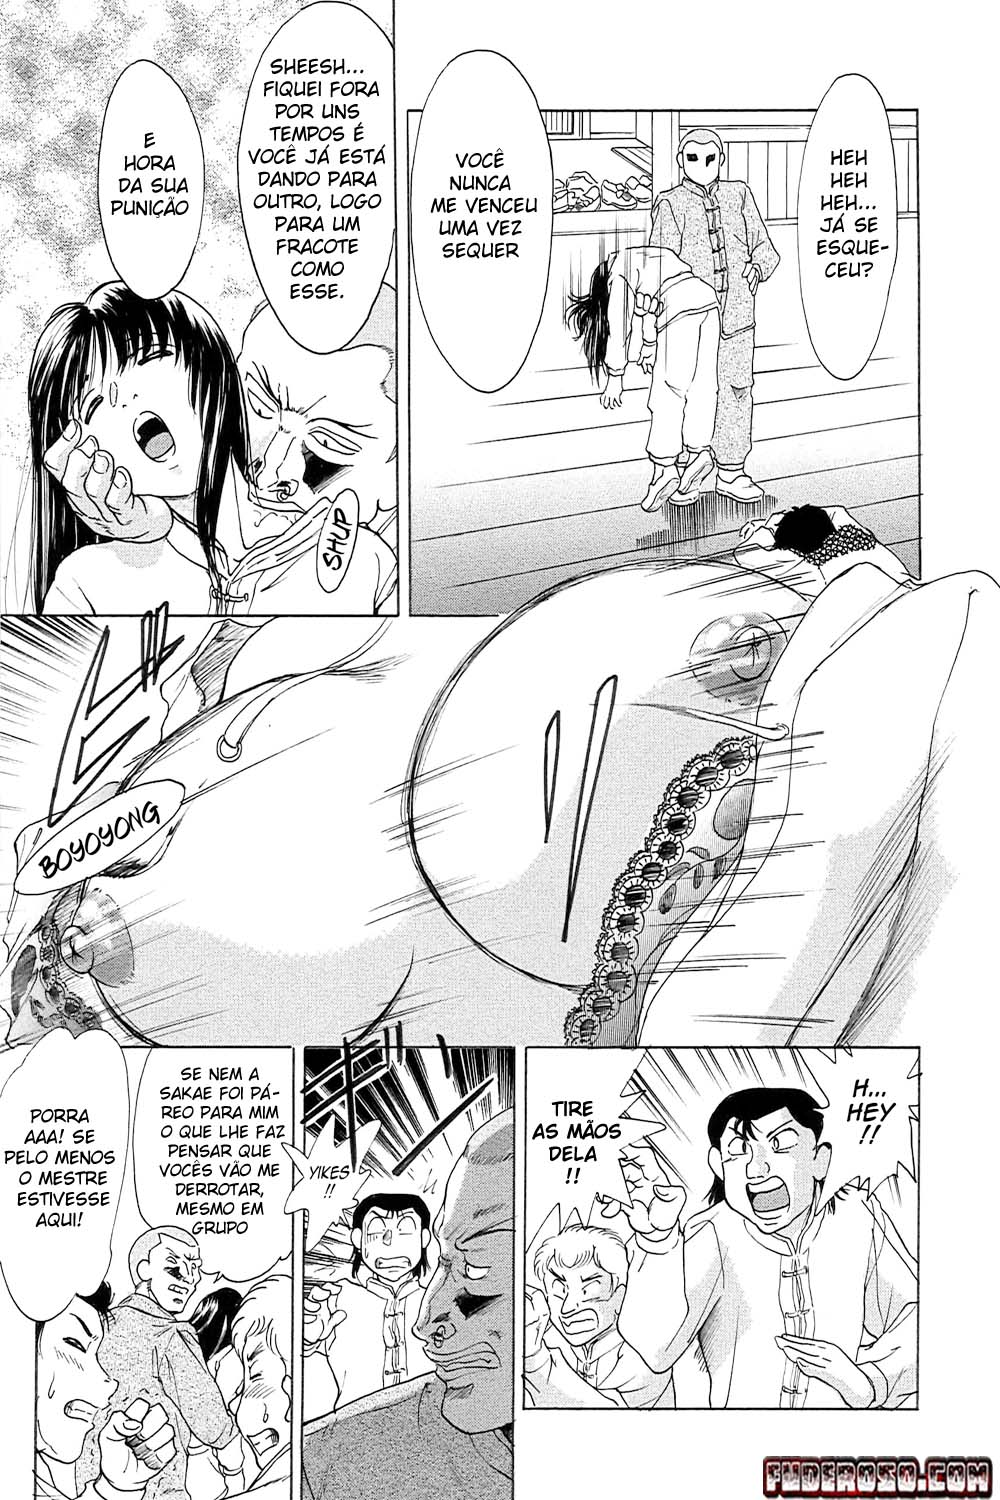 HEH
HEH
HEH...
JÁ SE
ESQUE-
CEU?
VOCÊ
NUNCA
ME VENCEU
UMA VEZ
SEQUER
SHEESH...
FIQUEI FORA
POR UNS
TEMPOS É
VOCÊ JÁ ESTÁ
DANDO PARA
OUTRO, LOGO
PARA UM
FRACOTE
COMO
ESSE.
E
HORA
DA SUA
PUNIÇÃO
SHUP
BOYOYONG
H...
HEY
!!
TIRE
AS MÃOS
DELA
!!
YIKES
!!
SE NEM A
SAKAE FOI PÁ-
REO PARA MIM
O QUE LHE FAZ
PENSAR QUE
VOCÊS VÃO ME
DERROTAR,
MESMO EM
GRUPO
PORRA
AAA! SE
PELO MENOS
O MESTRE
ESTIVESSE
AQUI!
FUDEROSO.COM